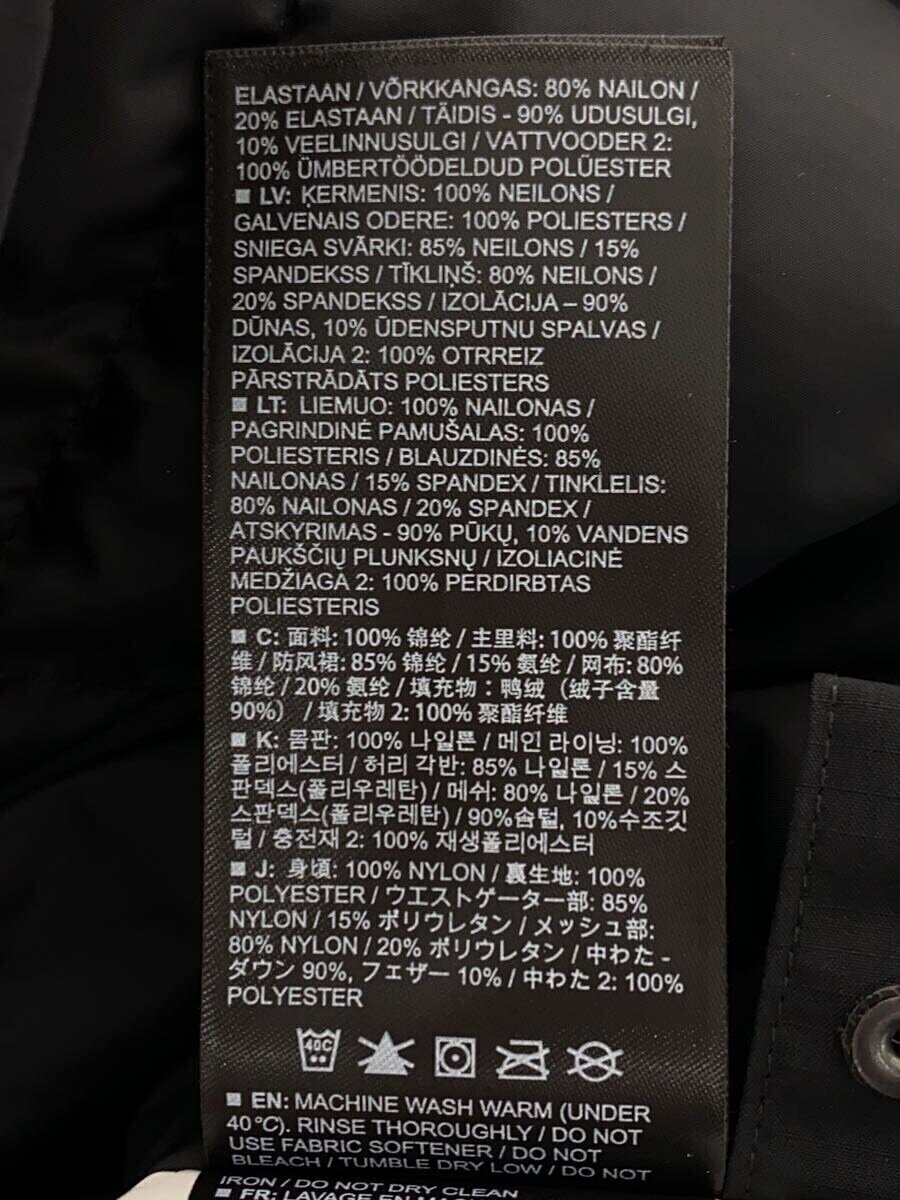 ELASTAAN / VÕRKKANGAS: 80% NAILON /
20% ELASTAAN / TÄIDIS - 90% UDUSULGI,
10% VEELINNUSULGI / VATTVOODER 2:
100% ÜMBERTÖÖDELDUD POLÜESTER
■ LV: ĶERMENIS: 100% NEILONS /
GALVENAIS ODERE: 100% POLIESTERS /
SNIEGA SVĀRKI: 85% NEILONS / 15%
SPANDEKSS / TĪKLIŅŠ: 80% NEILONS /
20% SPANDEKSS / IZOLĀCIJA – 90%
DŪNAS, 10% ŪDENSPUTNU SPALVAS /
IZOLĀCIJA 2: 100% OTRREIZ
PĀRSTRĀDĀTS POLIESTERS
■ LT: LIEMUO: 100% NAILONAS /
PAGRINDINĖ PAMUŠALAS: 100%
POLIESTERIS / BLAUZDINĖS: 85%
NAILONAS / 15% SPANDEX / TINKLELIS:
80% NAILONAS / 20% SPANDEX /
ATSKYRIMAS - 90% PŪKŲ, 10% VANDENS
PAUKŠČIŲ PLUNKSNŲ / IZOLIACINĖ
MEDŽIAGA 2: 100% PERDIRBTAS
POLIESTERIS
■ C: 面料: 100% 锦纶 / 主里料: 100% 聚酯纤
维 / 防风裙: 85% 锦纶 / 15% 氨纶 / 网布: 80%
锦纶 / 20% 氨纶 / 填充物：鸭绒（绒子含量
90%） / 填充物 2: 100% 聚酯纤维
■ K: 몸판: 100% 나일론 / 메인 라이닝: 100%
폴리에스터 / 허리 각반: 85% 나일론 / 15% 스
판덱스(폴리우레탄) / 메쉬: 80% 나일론 / 20%
스판덱스(폴리우레탄) / 90%솜털, 10%수조깃
털 / 충전재 2: 100% 재생폴리에스터
■ J: 身頃: 100% NYLON / 裏生地: 100%
POLYESTER / ウエストゲーター部: 85%
NYLON / 15% ポリウレタン / メッシュ部:
80% NYLON / 20% ポリウレタン / 中わた -
ダウン 90%, フェザー 10% / 中わた 2: 100%
POLYESTER
40C
■ EN: MACHINE WASH WARM (UNDER
40°C). RINSE THOROUGHLY / DO NOT
USE FABRIC SOFTENER / DO NOT
BLEACH / TUMBLE DRY LOW / DO NOT
IRON / DO NOT DRY CLEAN
■ FR: LAVAGE EN